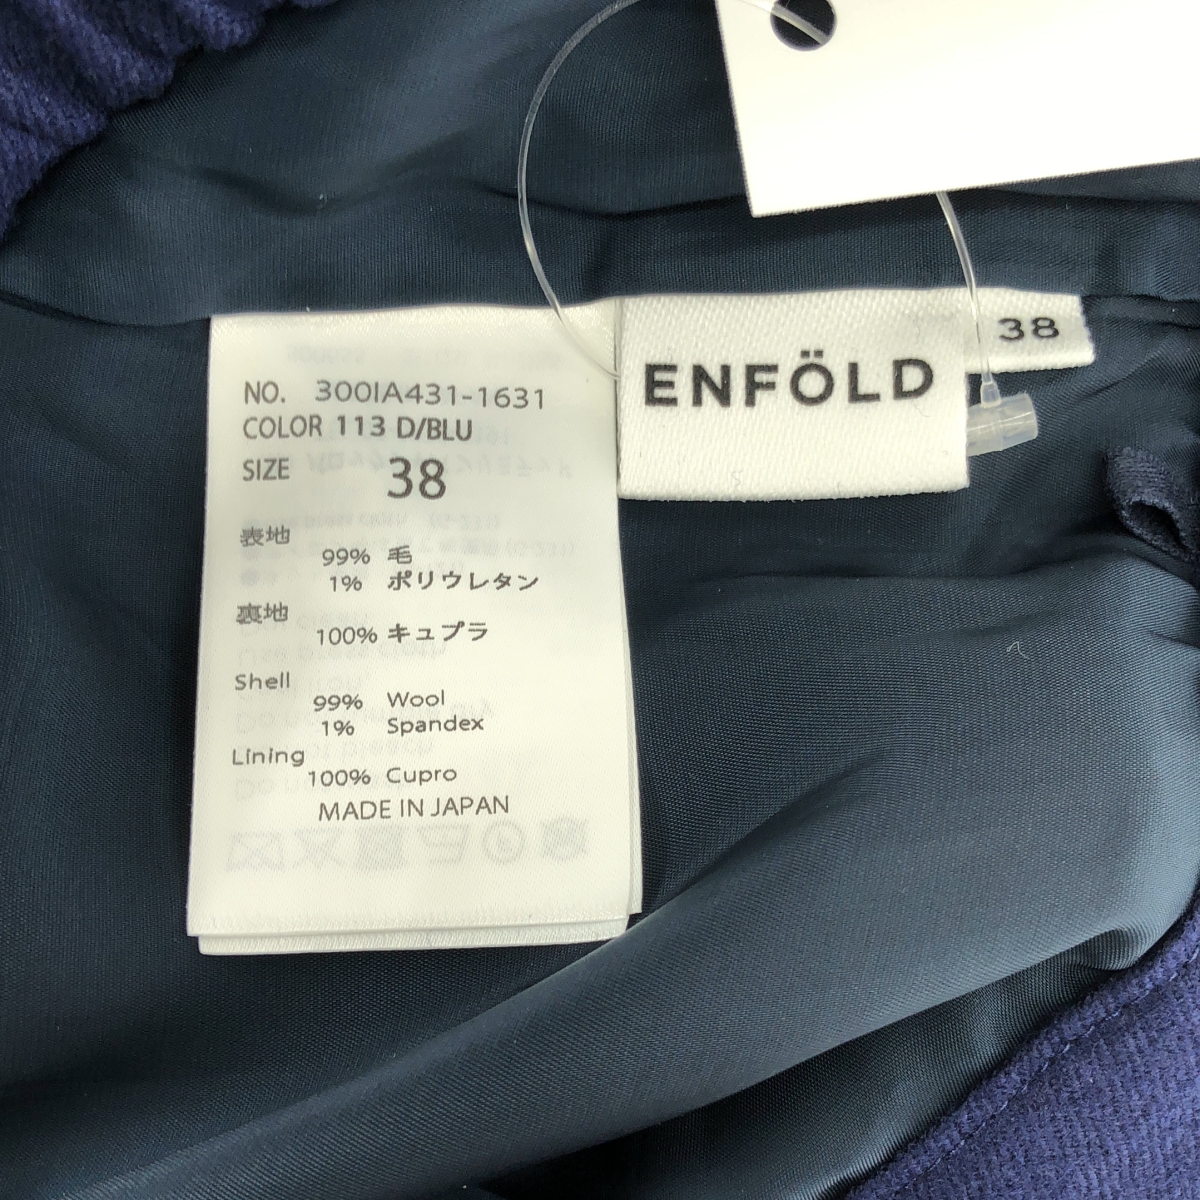 NO. 300IA431-1631
COLOR 113 D/BLU
SIZE 38
表地
99% 毛
1% ポリウレタン
裏地
100% キュプラ
Shell
99% Wool
1% Spandex
Lining
100% Cupro
MADE IN JAPAN
ENFÖLD
38